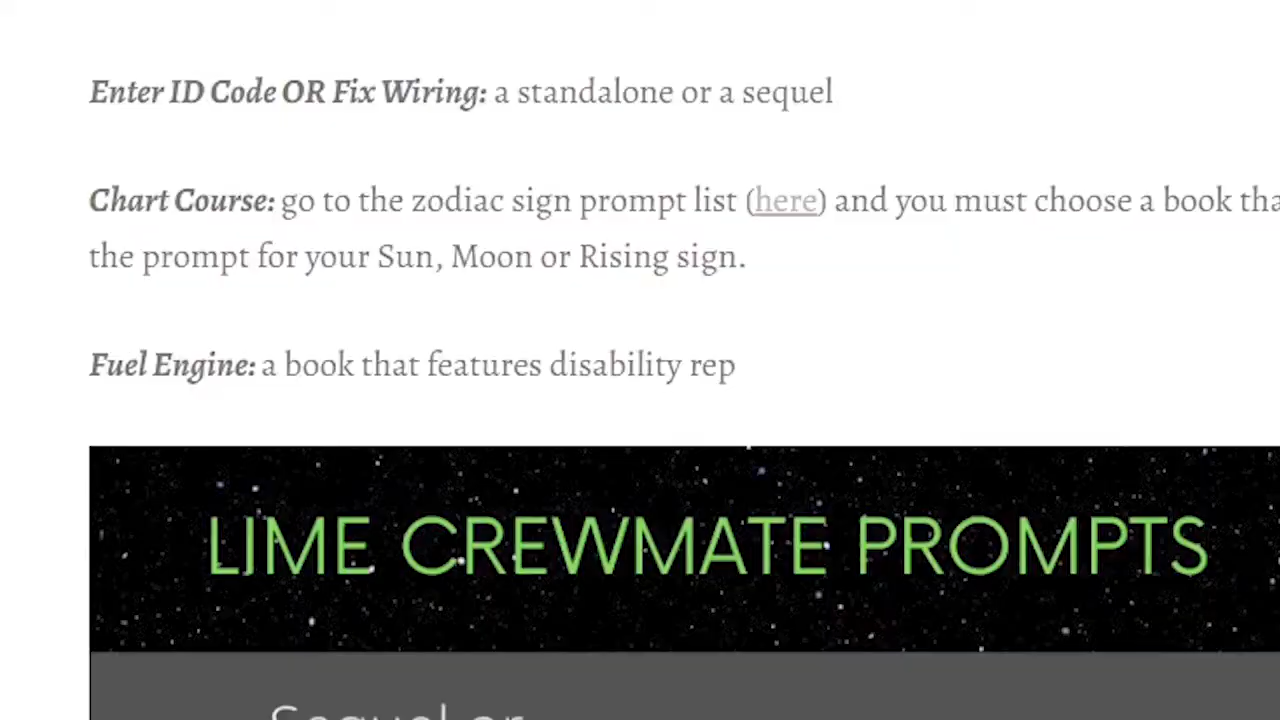 Enter ID Code OR Fix Wiring: a standalone or a sequel
Chart Course: go to the zodiac sign prompt list (here) and you must choose a book
the prompt for your Sun, Moon or Rising sign.
Fuel Engine: a book that features disability rep
LIME CREWMATE PROMPTS
Sequel or